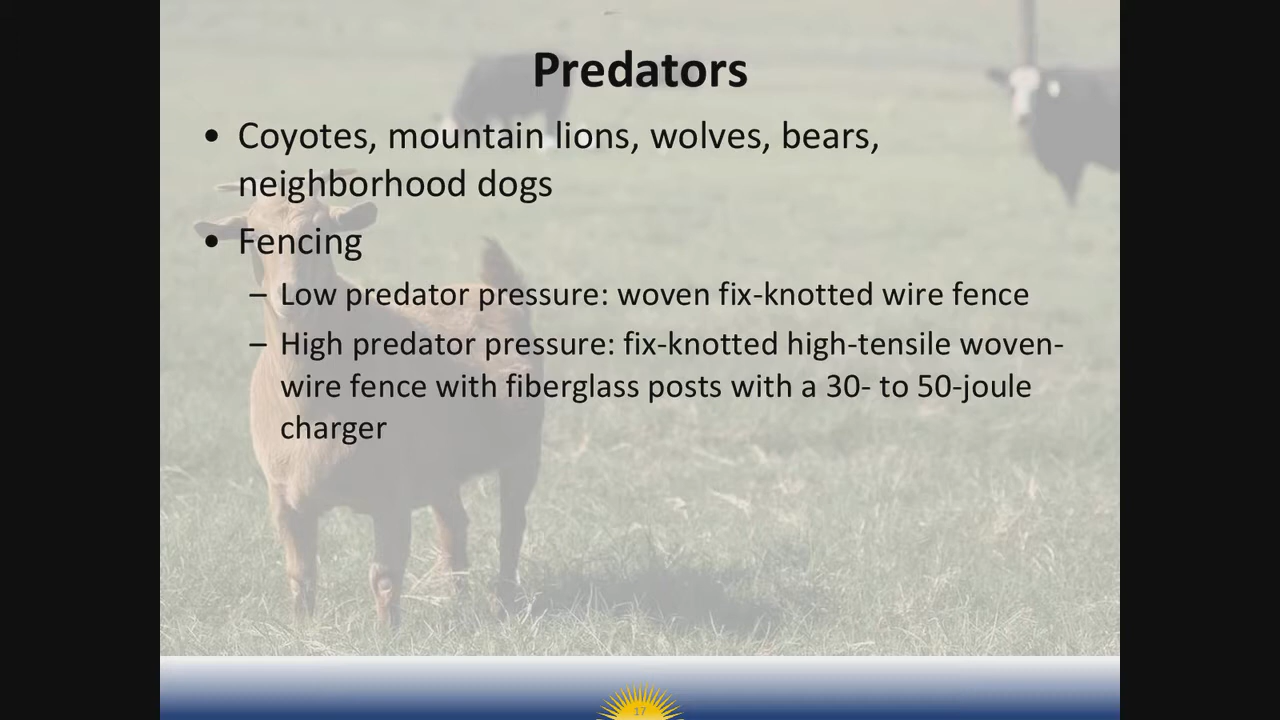 Predators
• Coyotes, mountain lions, wolves, bears,
neighborhood dogs
• Fencing
– Low predator pressure: woven fix-knotted wire fence
– High predator pressure: fix-knotted high-tensile woven-
wire fence with fiberglass posts with a 30- to 50-joule
charger
17